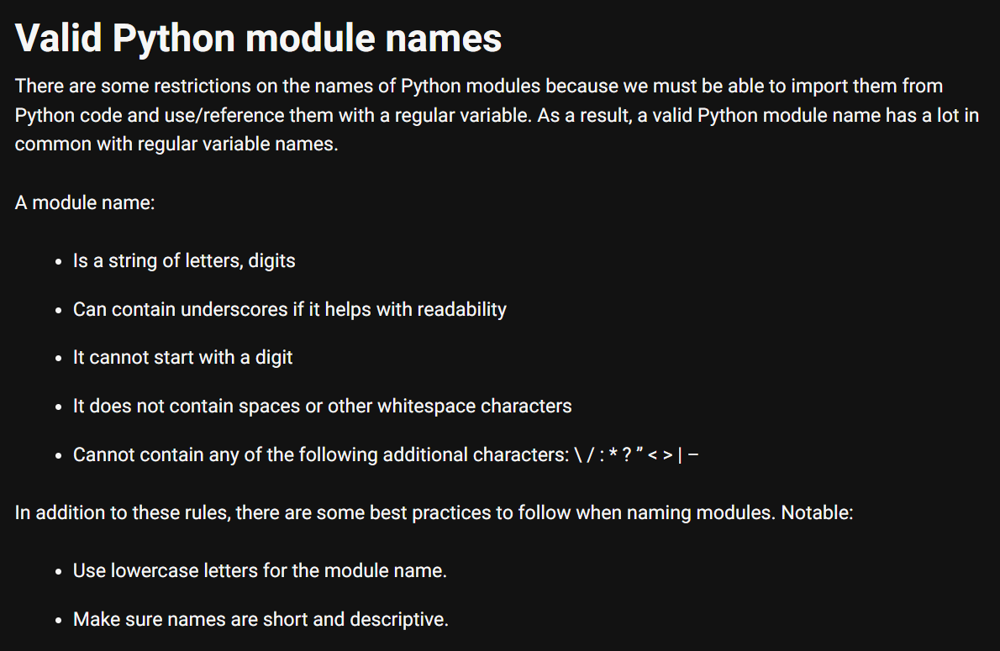 Valid Python module names
There are some restrictions on the names of Python modules because we must be able to import them from
Python code and use/reference them with a regular variable. As a result, a valid Python module name has a lot in
common with regular variable names.
A module name:
• Is a string of letters, digits
• Can contain underscores if it helps with readability
• It cannot start with a digit
• It does not contain spaces or other whitespace characters
• Cannot contain any of the following additional characters: \ / : * ? ” < > | –
In addition to these rules, there are some best practices to follow when naming modules. Notable:
• Use lowercase letters for the module name.
• Make sure names are short and descriptive.